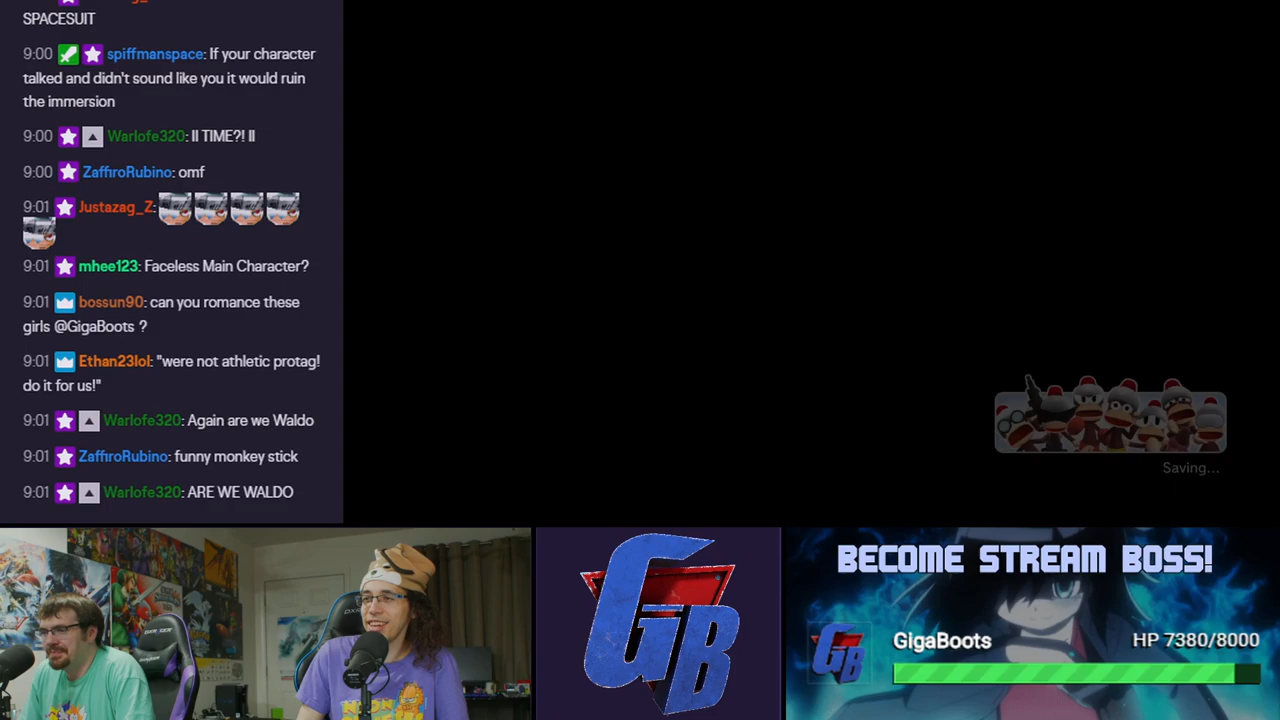 SPACESUIT
9:00 spiffmanspace: If your character
talked and didn't sound like you it would ruin
the immersion
9:00 Warlofe320: II TIME?! II
9:00 ZaffiroRubino: omf
9:01 Justazag_Z:
9:01 mhee123: Faceless Main Character?
9:01 bossun90: can you romance these
girls @GigaBoots ?
9:01 Ethan23lol: "were not athletic protag!
do it for us!"
9:01 Warlofe320: Again are we Waldo
9:01 ZaffiroRubino: funny monkey stick
9:01 Warlofe320: ARE WE WALDO
Saving...
GB
BECOME STREAM BOSS!
GB
GigaBoots HP 7380/8000